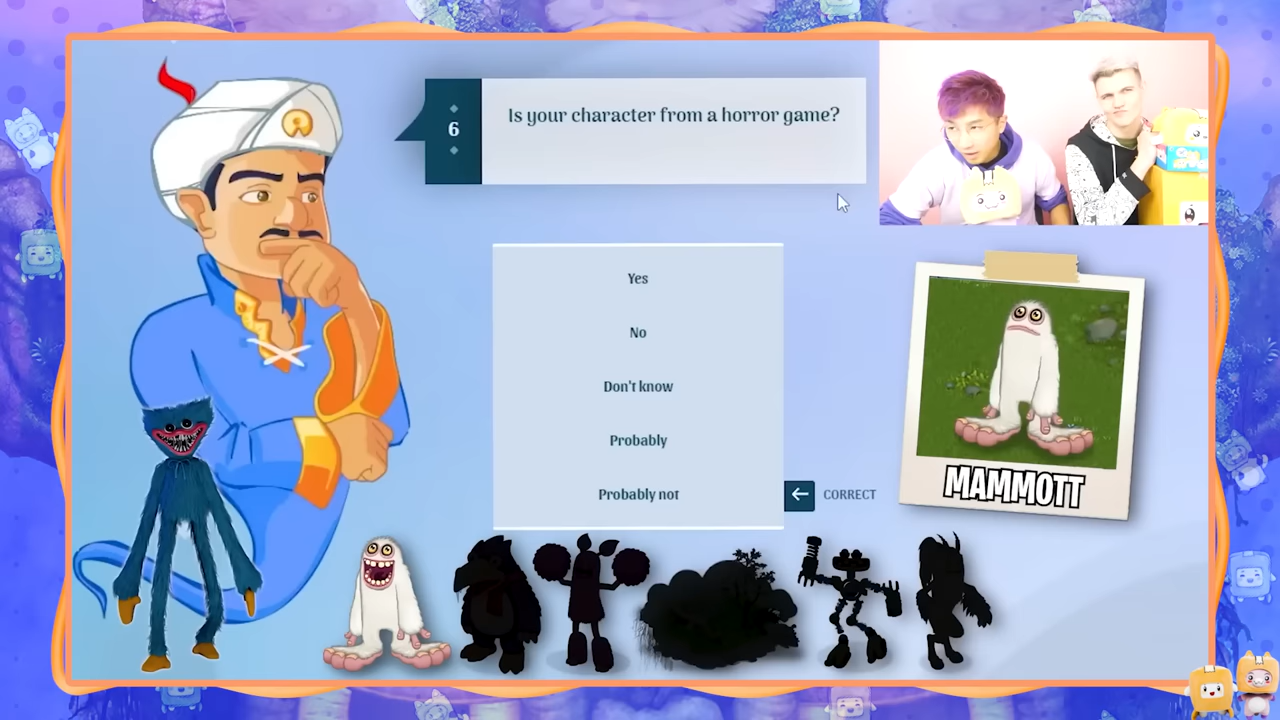 6
Is your character from a horror game?
Yes
No
Don't know
Probably
Probably not
CORRECT
MAMMOTT